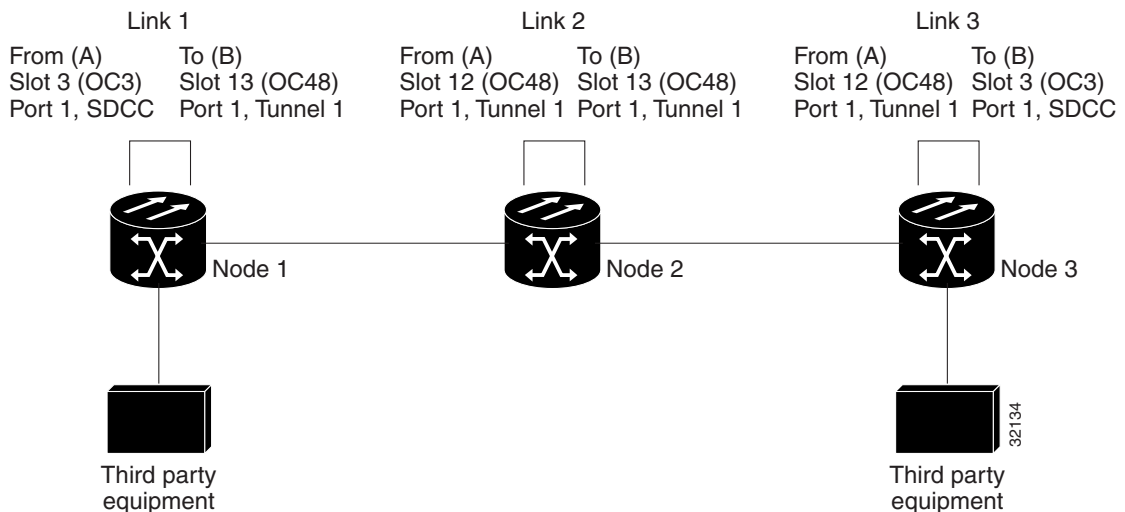 Link 1
From (A)
Slot 3 (OC3)
Port 1, SDCC
To (B)
Slot 13 (OC48)
Port 1, Tunnel 1
Link 2
From (A)
Slot 12 (OC48)
Port 1, Tunnel 1
To (B)
Slot 13 (OC48)
Port 1, Tunnel 1
Link 3
From (A)
Slot 12 (OC48)
Port 1, Tunnel 1
To (B)
Slot 3 (OC3)
Port 1, SDCC
Node 1
Node 2
Node 3
Third party
equipment
Third party
equipment
32134